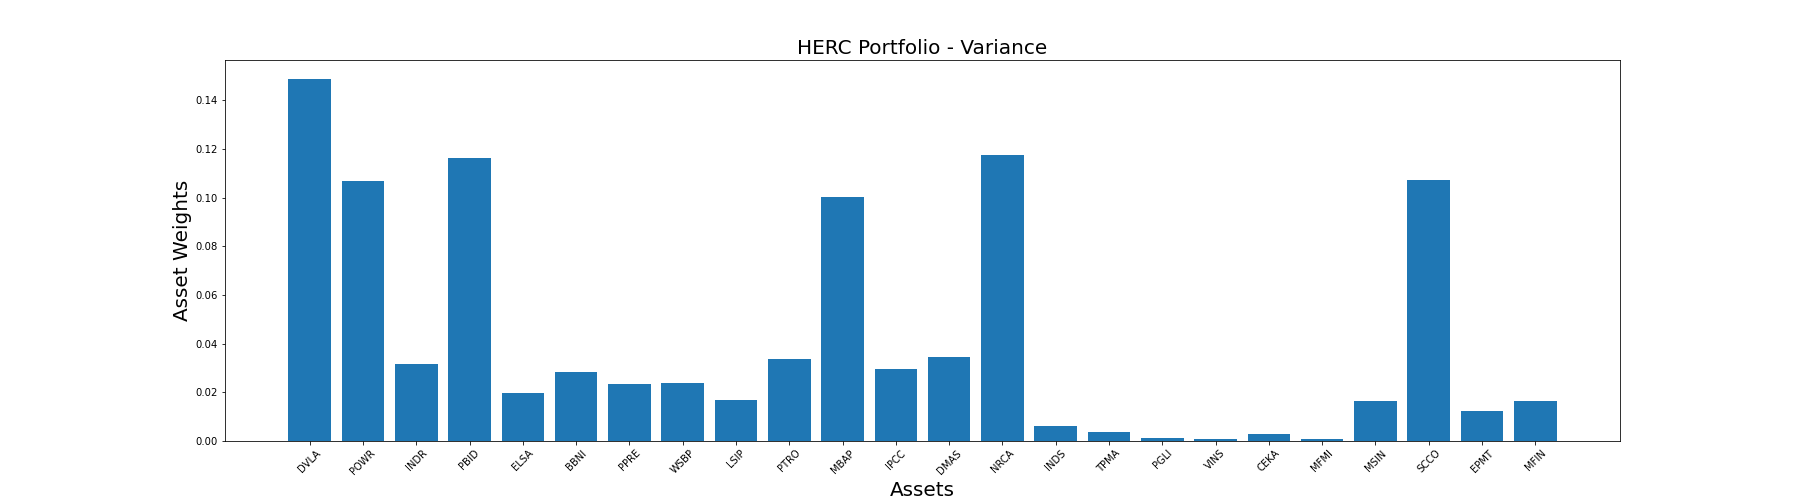 HERC Portfolio - Variance
Asset Weights
0.14
0.12
0.10
0.08
0.06
0.04
0.02
0.00
DVLA POWR INDR PBID ELSA BBNI PPRE WSBP LSIP PTRO MBAP IPCC DMAS NRCA INDS TPMA PGLI VINS CEKA MFMI MSIN SCCO EPMT MFIN
Assets